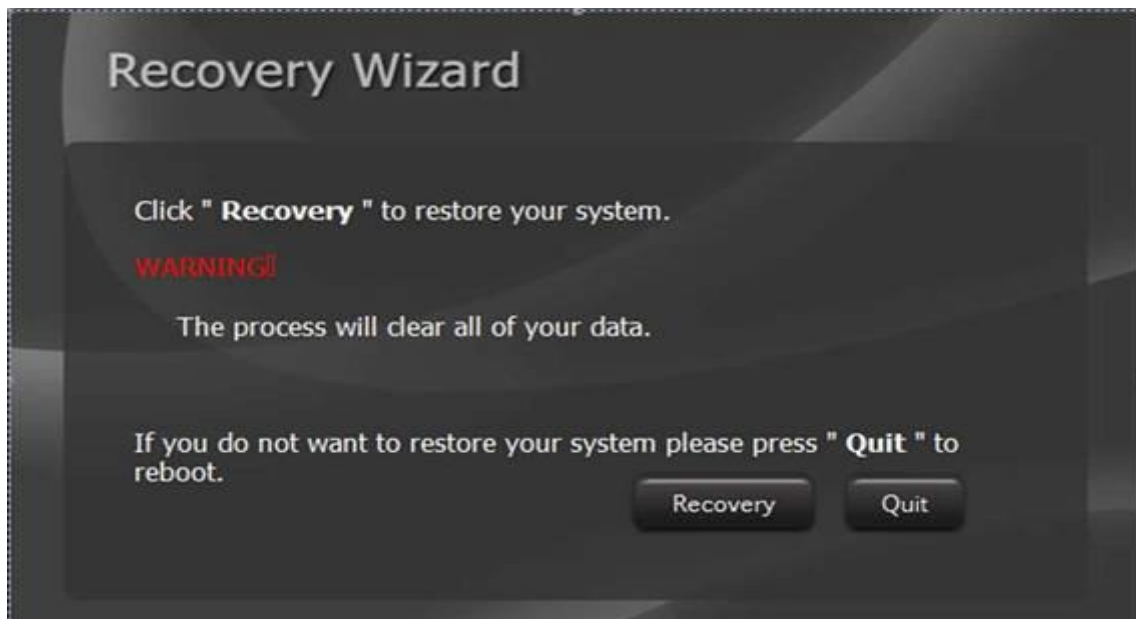 Recovery Wizard
Click " Recovery " to restore your system.
WARNING
The process will clear all of your data.
If you do not want to restore your system please press " Quit " to
reboot.
Recovery Quit